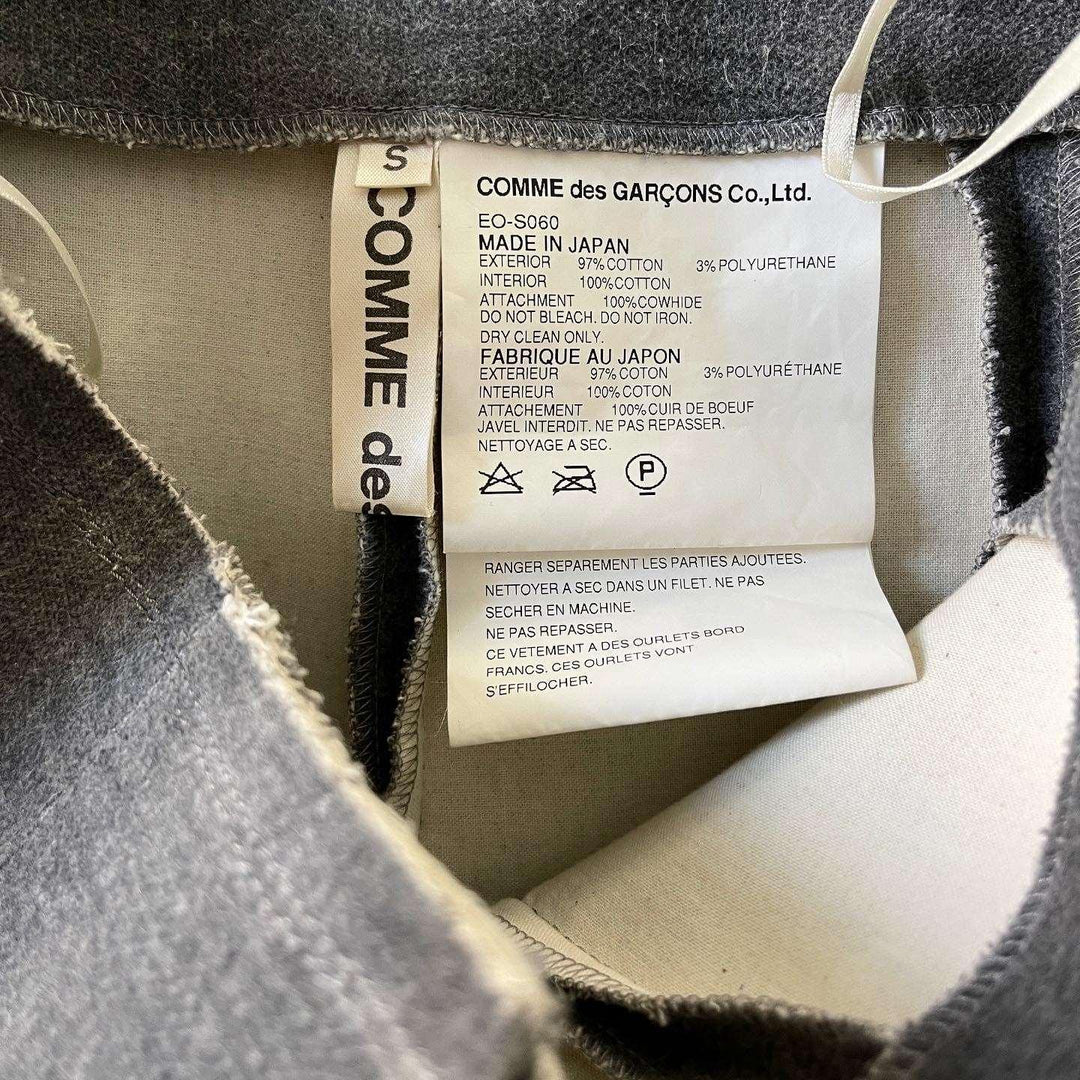 S
COMME des
COMME des GARÇONS Co.,Ltd.
EO-S060
MADE IN JAPAN
EXTERIOR 97% COTTON 3% POLYURETHANE
INTERIOR 100% COTTON
ATTACHMENT 100% COWHIDE
DO NOT BLEACH. DO NOT IRON.
DRY CLEAN ONLY.
FABRIQUE AU JAPON
EXTERIEUR 97% COTON 3% POLYURÉTHANE
INTERIEUR 100% COTON
ATTACHEMENT 100% CUIR DE BOEUF
JAVEL INTERDIT. NE PAS REPASSER.
NETTOYAGE A SEC.
P
RANGER SEPAREMENT LES PARTIES AJOUTEES.
NETTOYER A SEC DANS UN FILET. NE PAS
SECHER EN MACHINE.
NE PAS REPASSER.
CE VETEMENT A DES OURLETS BORD
FRANCS. CES OURLETS VONT
S'EFFILOCHER.